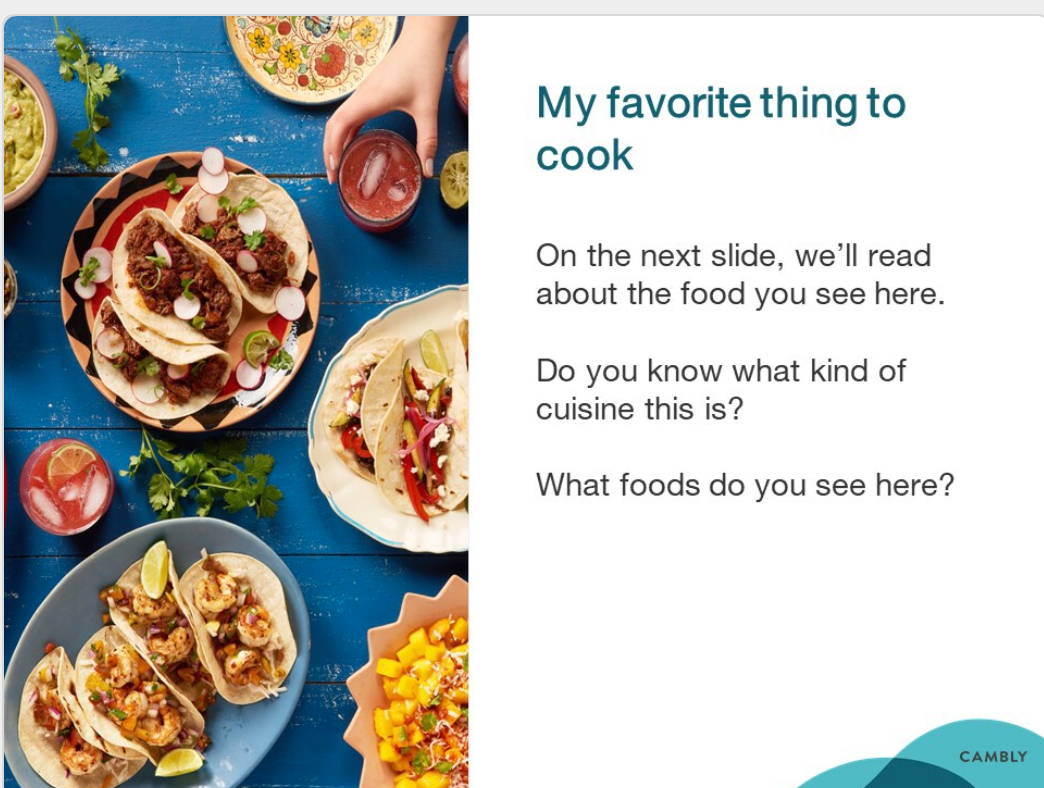 My favorite thing to
cook
On the next slide, we’ll read
about the food you see here.
Do you know what kind of
cuisine this is?
What foods do you see here?
CAMBLY